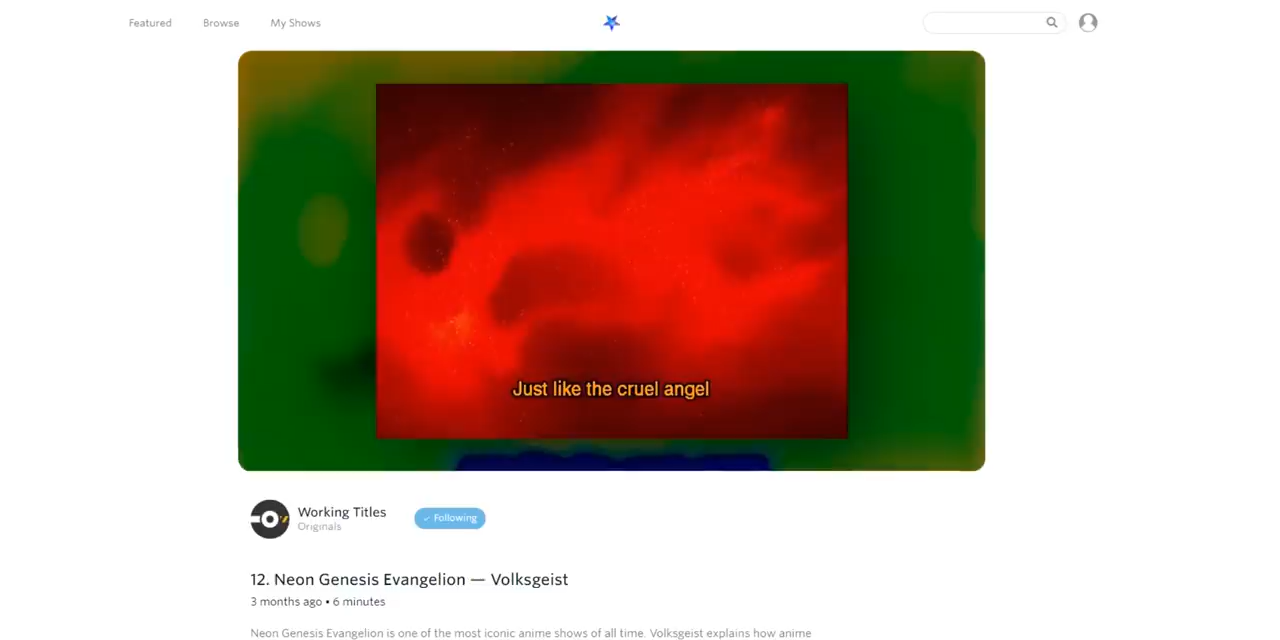 Featured
Browse
My Shows
Just like the cruel angel
Working Titles
Originals
✓ Following
12. Neon Genesis Evangelion — Volksgeist
3 months ago • 6 minutes
Neon Genesis Evangelion is one of the most iconic anime shows of all time. Volksgeist explains how anime